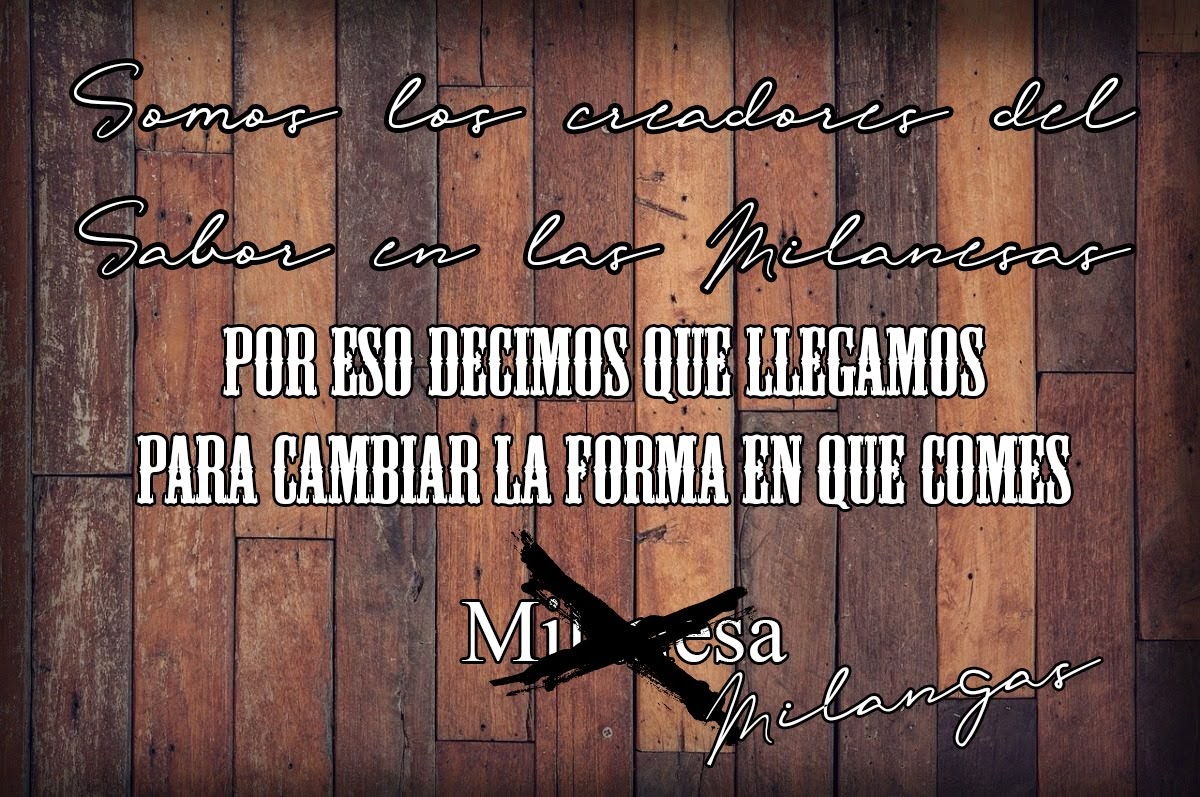 Somos los creadores del
Sabor en las Milanesas
POR ESO DECIMOS QUE LLEGAMOS
PARA CAMBIAR LA FORMA EN QUE COMES
Milanesa
Milangas